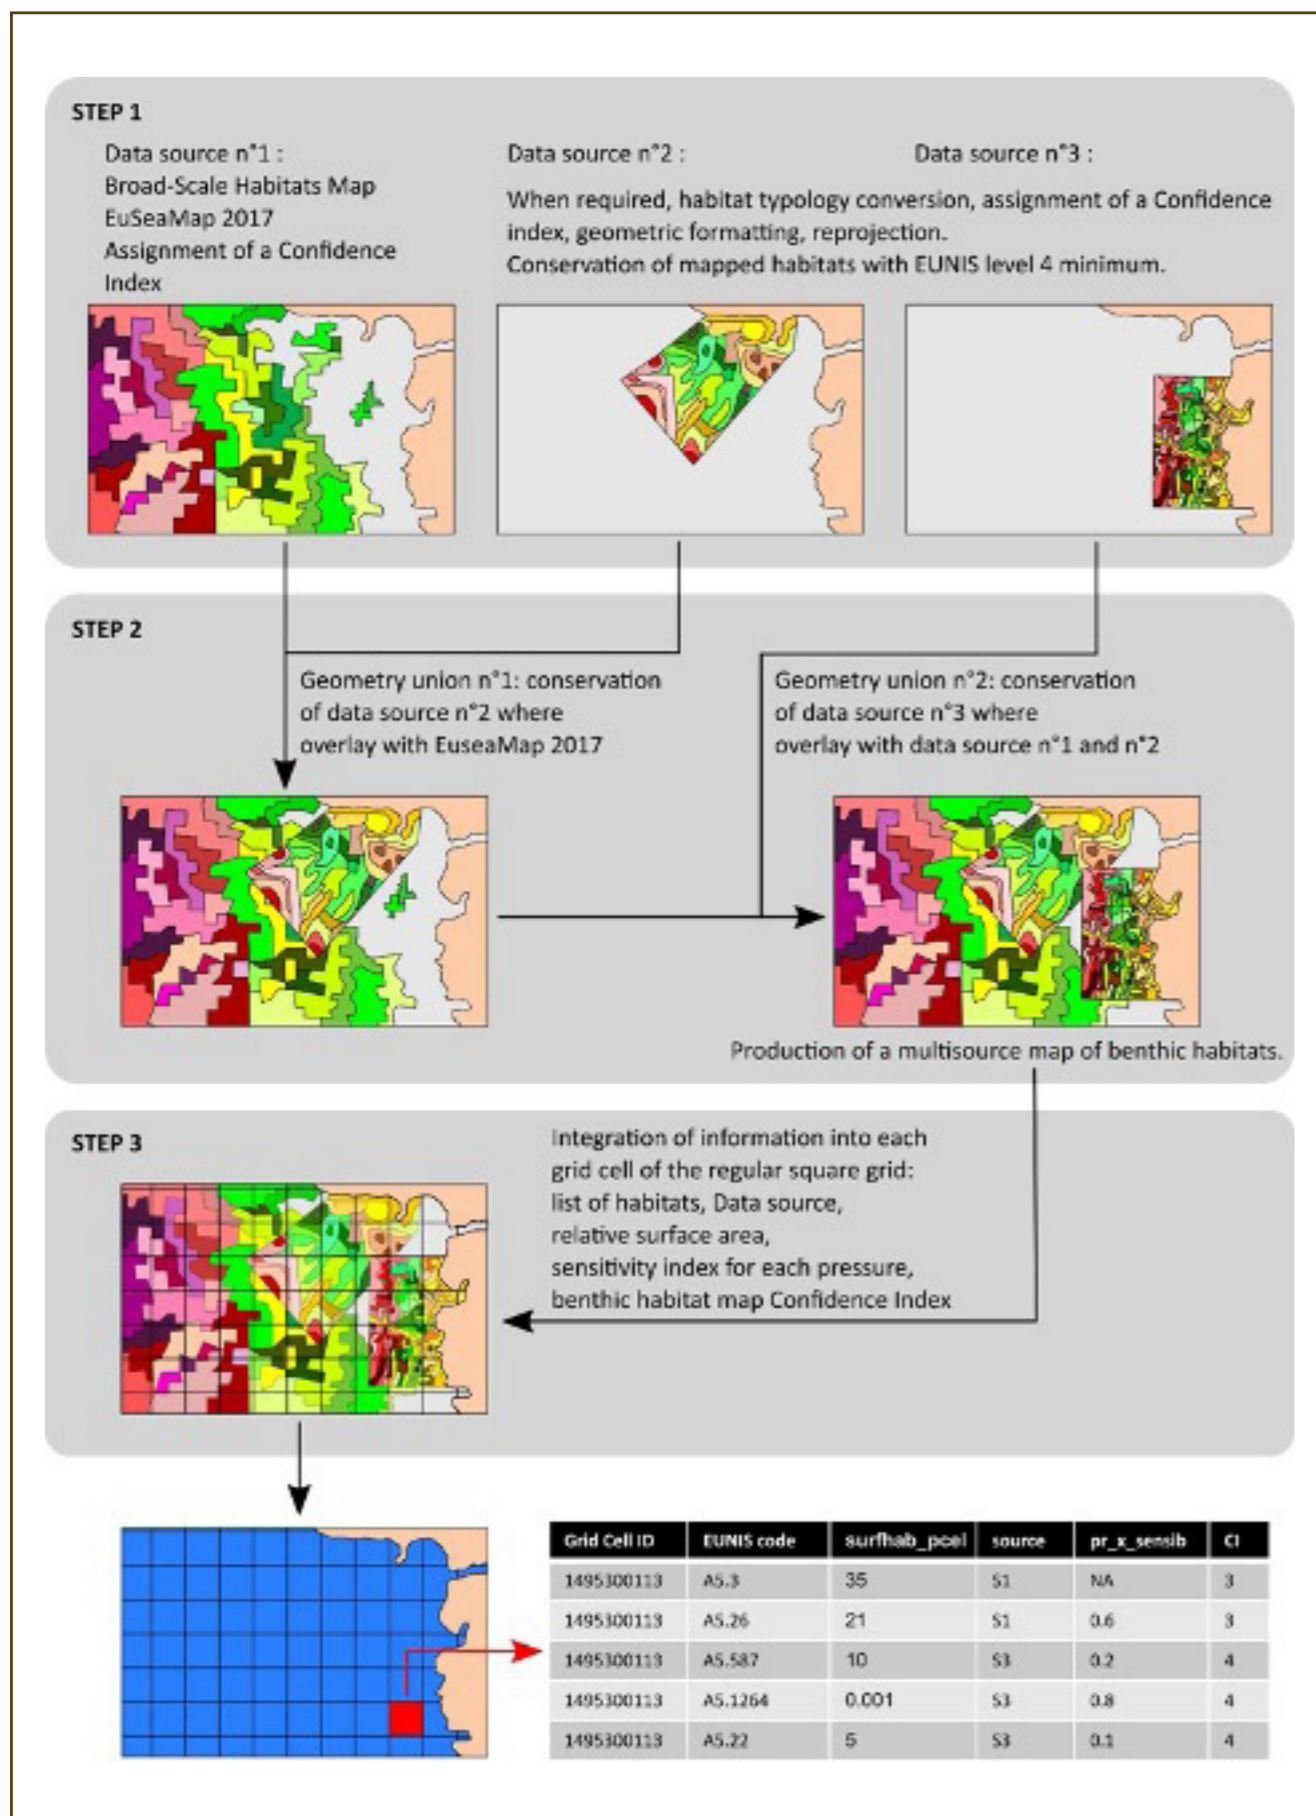 STEP 1
Data source n°1 :
Broad-Scale Habitats Map
EuSeaMap 2017
Assignment of a Confidence
Index
Data source n°2 :
Data source n°3 :
When required, habitat typology conversion, assignment of a Confidence
index, geometric formatting, reprojection.
Conservation of mapped habitats with EUNIS level 4 minimum.
STEP 2
Geometry union n°1: conservation
of data source n°2 where
overlay with EuseaMap 2017
Geometry union n°2: conservation
of data source n°3 where
overlay with data source n°1 and n°2
Production of a multisource map of benthic habitats.
STEP 3
Integration of information into each
grid cell of the regular square grid:
list of habitats, Data source,
relative surface area,
sensitivity index for each pressure,
benthic habitat map Confidence Index
Grid Cell ID EUNIS code surfhab_pcel source pr_x_sensib CI
1495300113 A5.3 35 S1 NA 3
1495300113 A5.26 21 S1 0.6 3
1495300113 A5.587 10 S3 0.2 4
1495300113 A5.1264 0.001 S3 0.8 4
1495300113 A5.22 5 S3 0.1 4